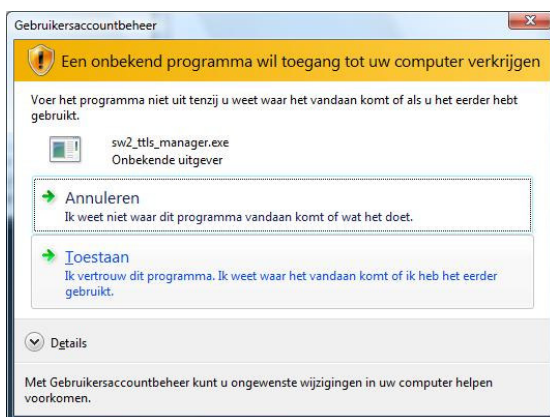 Gebruikersaccountbeheer
Een onbekend programma wil toegang tot uw computer verkrijgen
Voer het programma niet uit tenzij u weet waar het vandaan komt of als u het eerder hebt
gebruikt.
sw2_ttls_manager.exe
Onbekende uitgever
Annuleren
Ik weet niet waar dit programma vandaan komt of wat het doet.
Toestaan
Ik vertrouw dit programma. Ik weet waar het vandaan komt of ik heb het eerder
gebruikt.
Details
Met Gebruikersaccountbeheer kunt u ongewenste wijzigingen in uw computer helpen
voorkomen.